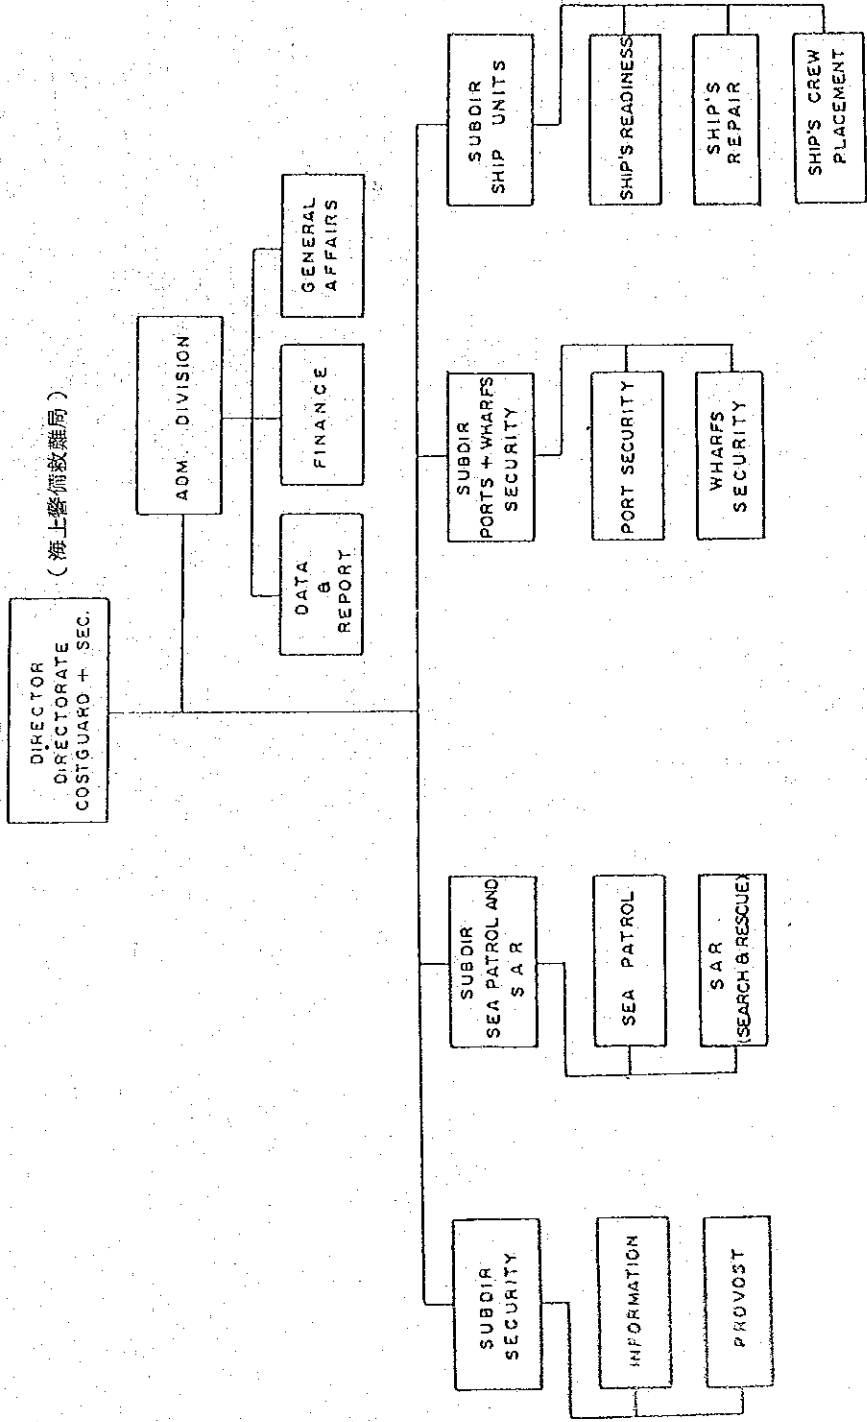 DIRECTOR
DIRECTORATE
COSTGUARD + SEC.
(海上警備救難局)
ADM. DIVISION
DATA
&
REPORT
FINANCE
GENERAL
AFFAIRS
SUBDIR
SECURITY
INFORMATION
PROVOST
SUBDIR
SEA PATROL AND
S A R
SEA PATROL
S A R
(SEARCH & RESCUE)
SUBDIR
PORTS + WHARFS
SECURITY
PORT SECURITY
WHARFS
SECURITY
SUBDIR
SHIP UNITS
SHIP'S READINESS
SHIP'S
REPAIR
SHIP'S CREW
PLACEMENT